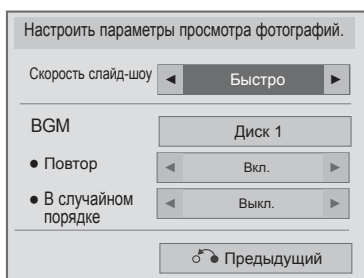 Настроить параметры просмотра фотографий.
Скорость слайд-шоу ◄ Быстро ►
BGM Диск 1
• Повтор ◄ Вкл. ►
• В случайном ◄ Выкл. ►
порядке
Предыдущий